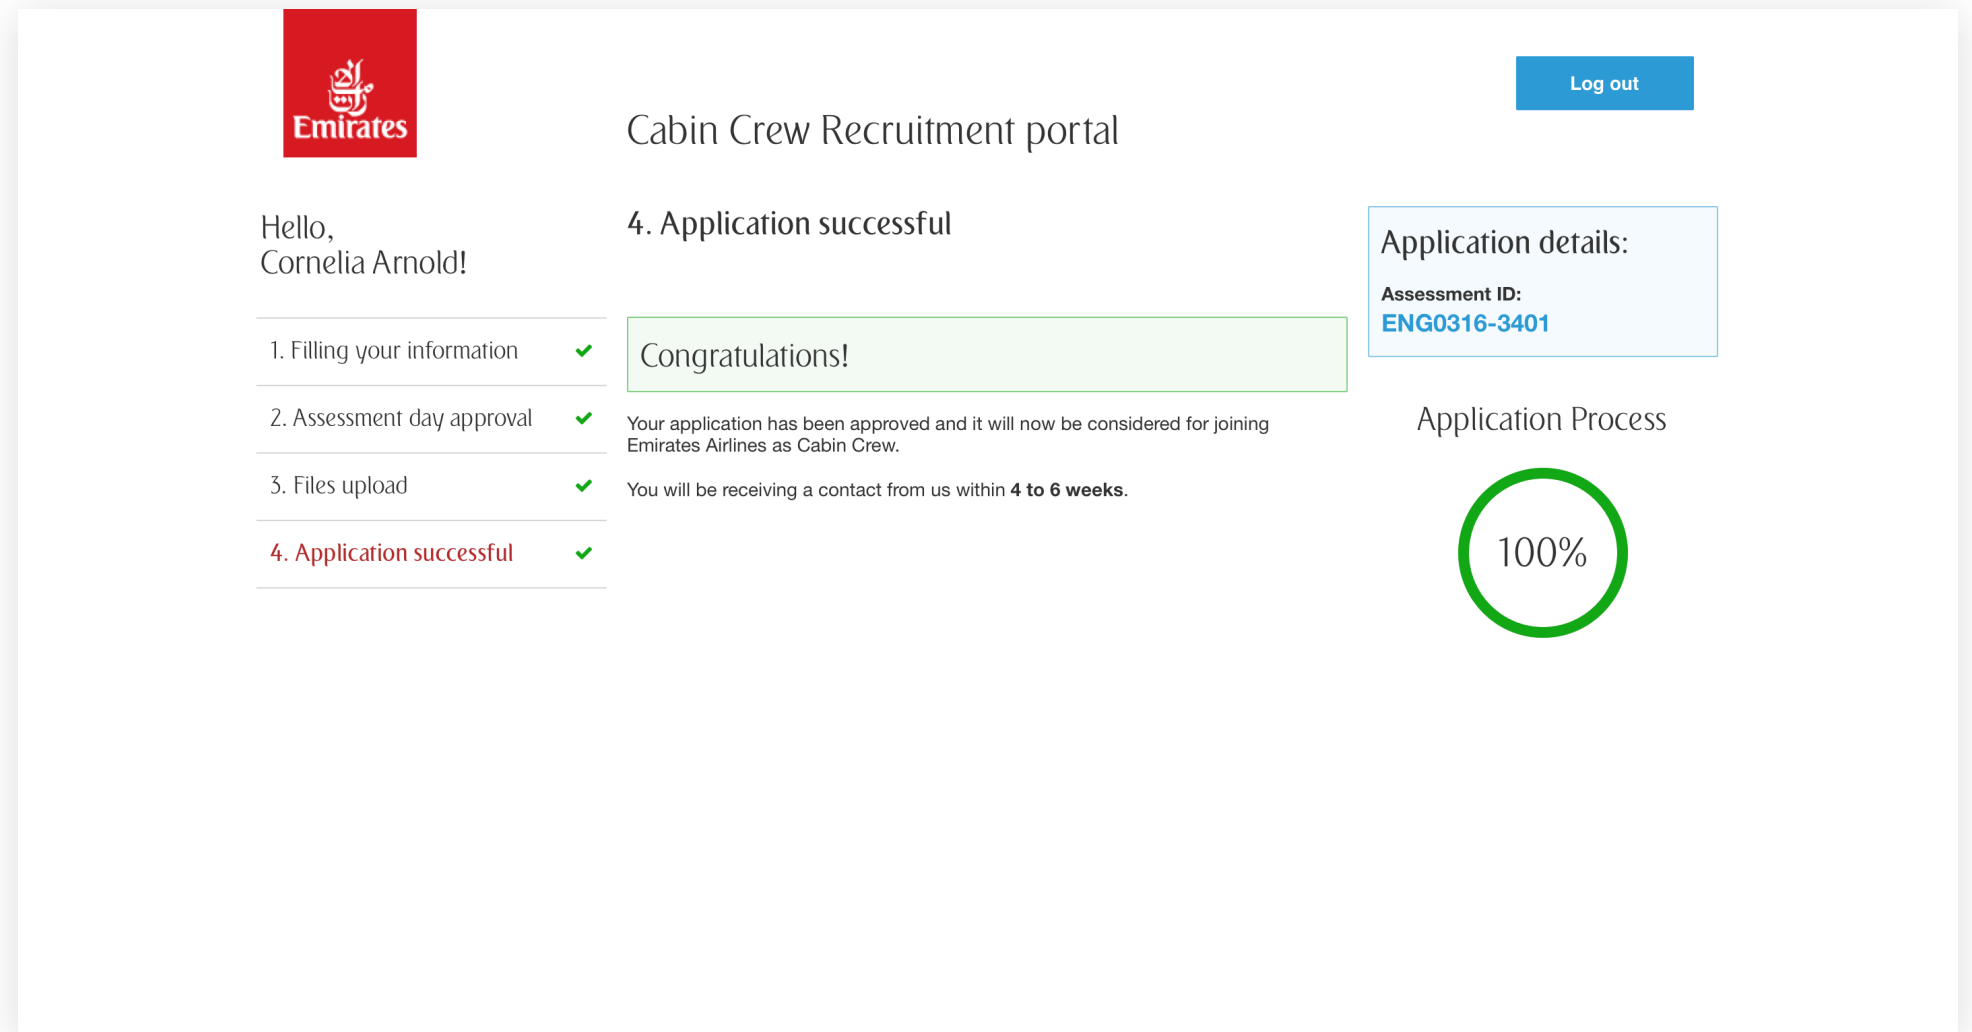 Emirates
Log out
Cabin Crew Recruitment portal
Hello,
Cornelia Arnold!
1. Filling your information
2. Assessment day approval
3. Files upload
4. Application successful
4. Application successful
Congratulations!
Your application has been approved and it will now be considered for joining
Emirates Airlines as Cabin Crew.
You will be receiving a contact from us within 4 to 6 weeks.
Application details:
Assessment ID:
ENG0316-3401
Application Process
100%